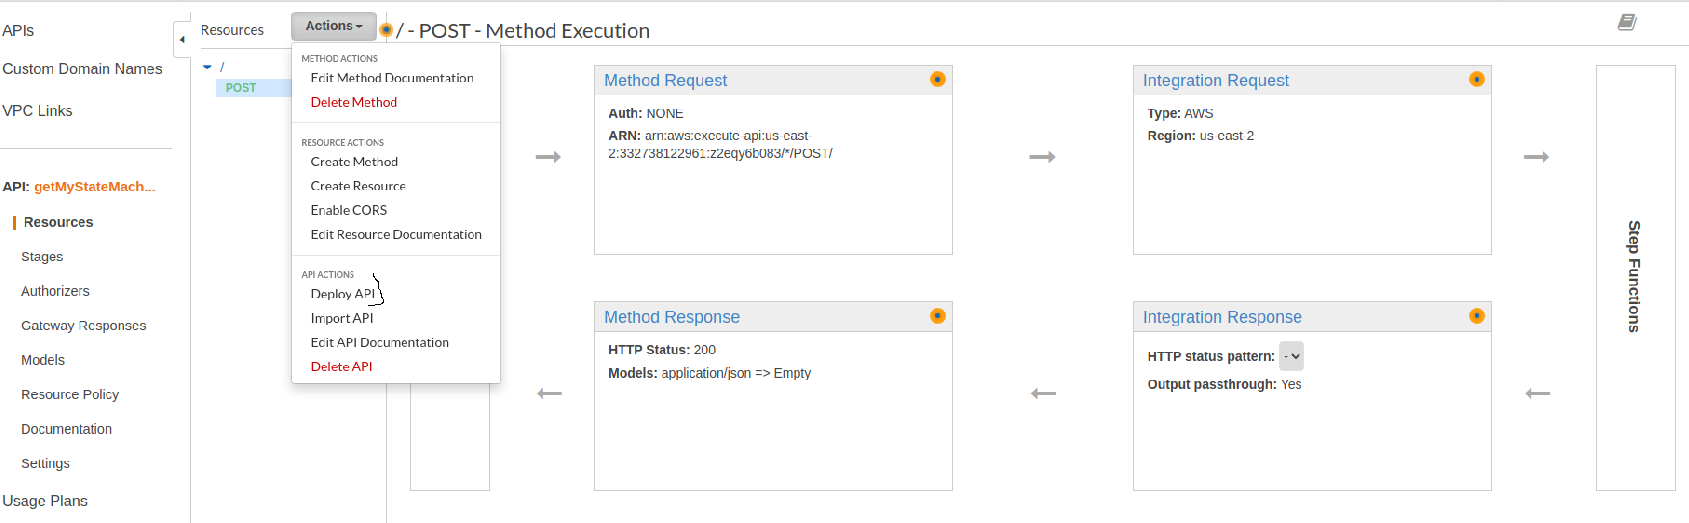 APIs
Custom Domain Names
VPC Links
API: getMyStateMach...
Resources
Stages
Authorizers
Gateway Responses
Models
Resource Policy
Documentation
Settings
Usage Plans
Resources
Actions
/
POST
METHOD ACTIONS
Edit Method Documentation
Delete Method
RESOURCE ACTIONS
Create Method
Create Resource
Enable CORS
Edit Resource Documentation
API ACTIONS
Deploy API
Import API
Edit API Documentation
Delete API
/ - POST - Method Execution
Method Request
Auth: NONE
ARN: arn:aws:execute-api:us-east-
2:332738122961:z2eqy6b083/*/POST/
Integration Request
Type: AWS
Region: us-east-2
Step Functions
Method Response
HTTP Status: 200
Models: application/json => Empty
Integration Response
HTTP status pattern: -
Output passthrough: Yes